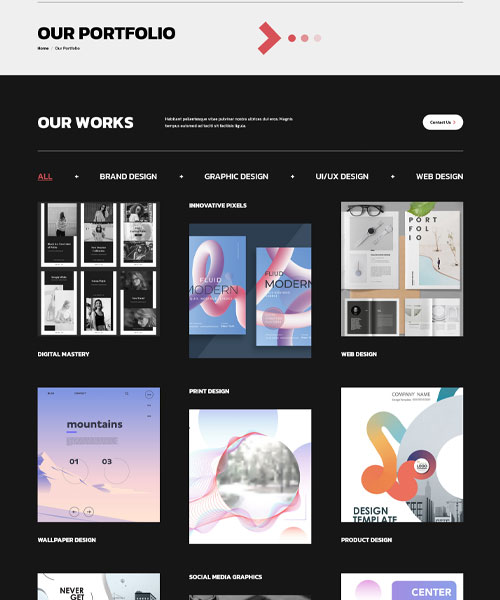 OUR PORTFOLIO
Home / Our Portfolio
OUR WORKS
Habitant pellentesque vitae pulvinar nostra ultrices dui eros. Magnis
tempus euismod ad taciti sit facilisis ligula.
Contact Us >
ALL + BRAND DESIGN + GRAPHIC DESIGN + UI/UX DESIGN + WEB DESIGN
INNOVATIVE PIXELS
FLUID
MODERN
FLUID
MODERN
PORT
FOL
IO
DIGITAL MASTERY
WEB DESIGN
PRINT DESIGN
mountains
01 03
COMPANY NAME
LOGO
DESIGN
TEMPLATE
WALLPAPER DESIGN
PRODUCT DESIGN
SOCIAL MEDIA GRAPHICS
NEVER
GET
CENTER